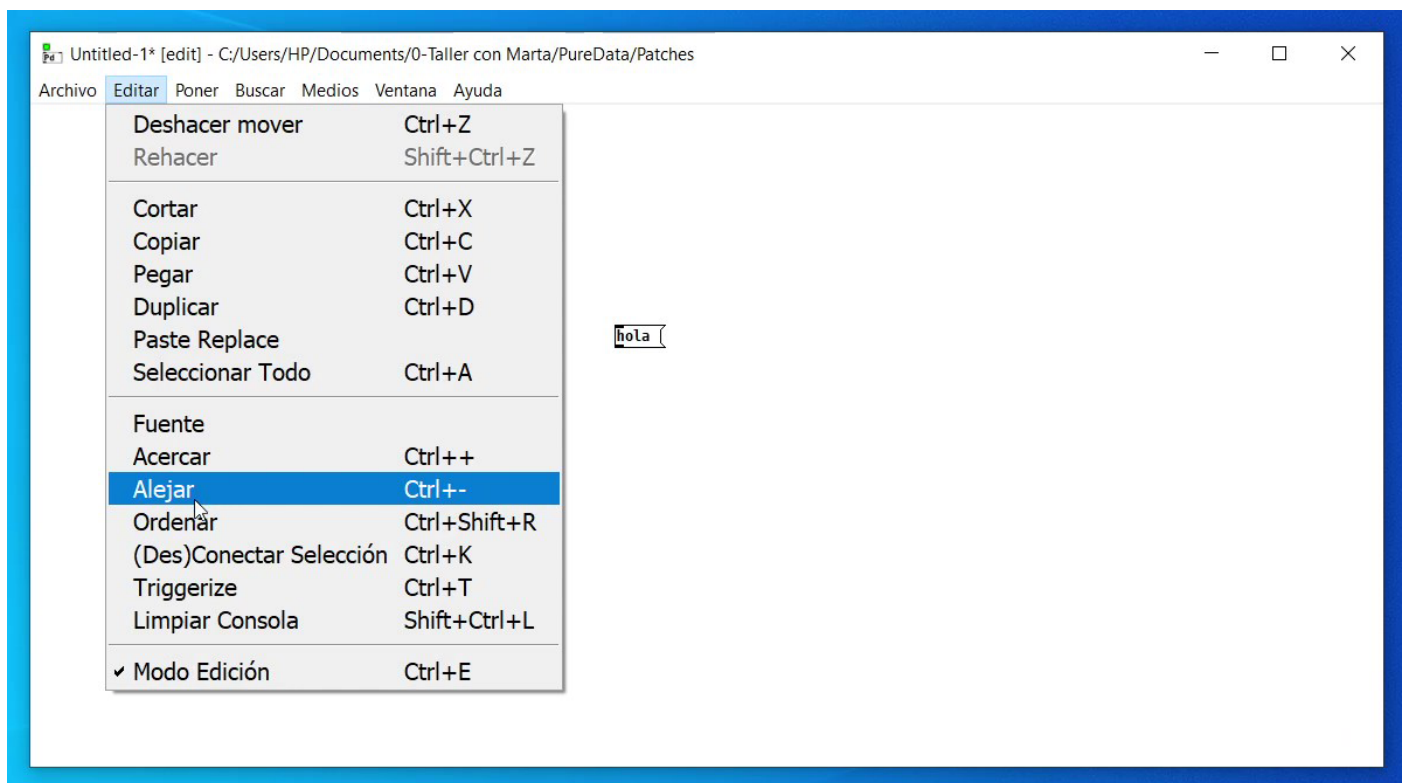 Untitled-1* [edit] - C:/Users/HP/Documents/0-Taller con Marta/PureData/Patches
Archivo Editar Poner Buscar Medios Ventana Ayuda
Deshacer mover Ctrl+Z
Rehacer Shift+Ctrl+Z
Cortar Ctrl+X
Copiar Ctrl+C
Pegar Ctrl+V
Duplicar Ctrl+D
Paste Replace
hola
Seleccionar Todo Ctrl+A
Fuente
Acercar Ctrl++
Alejar Ctrl+-
Ordenar Ctrl+Shift+R
(Des)Conectar Selección Ctrl+K
Triggerize Ctrl+T
Limpiar Consola Shift+Ctrl+L
Modo Edición Ctrl+E